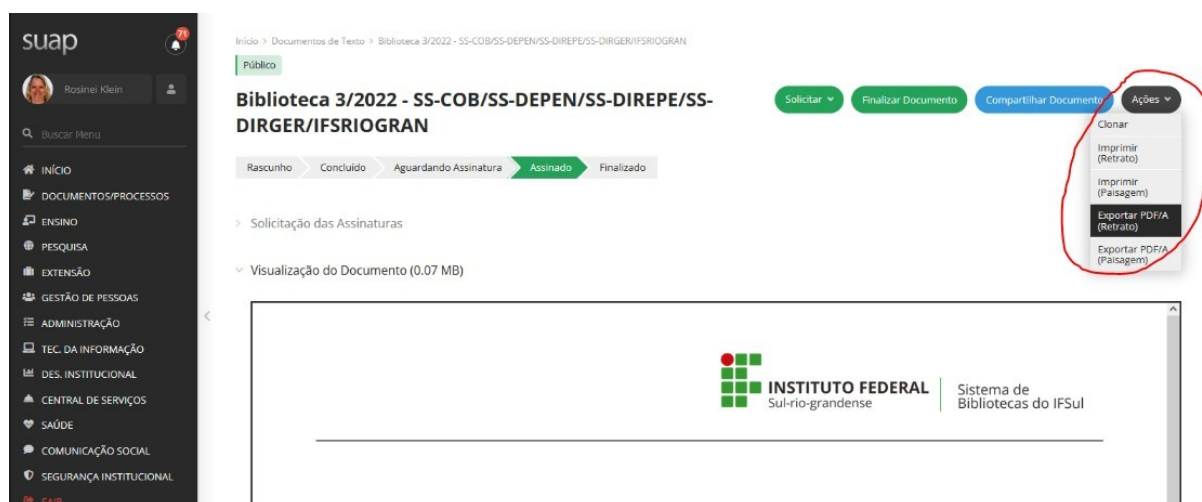 suap
71
Rosinei Klein
Buscar Menu
INÍCIO
DOCUMENTOS/PROCESSOS
ENSINO
PESQUISA
EXTENSÃO
GESTÃO DE PESSOAS
ADMINISTRAÇÃO
TEC. DA INFORMAÇÃO
DES. INSTITUCIONAL
CENTRAL DE SERVIÇOS
SAÚDE
COMUNICAÇÃO SOCIAL
SEGURANÇA INSTITUCIONAL
SAIR
Início > Documentos de Texto > Biblioteca 3/2022 - SS-COB/SS-DEPEN/SS-DIREPE/SS-DIRGER/IFSRIOGRAN
Público
Biblioteca 3/2022 - SS-COB/SS-DEPEN/SS-DIREPE/SS-
DIRGER/IFSRIOGRAN
Solicitar
Finalizar Documento
Compartilhar Documento
Ações
Clonar
Imprimir
(Retrato)
Imprimir
(Paisagem)
Exportar PDF/A
(Retrato)
Exportar PDF/A
(Paisagem)
Rascunho
Concluído
Aguardando Assinatura
Assinado
Finalizado
> Solicitação das Assinaturas
Visualização do Documento (0.07 MB)
INSTITUTO FEDERAL
Sul-rio-grandense
Sistema de
Bibliotecas do IFSul